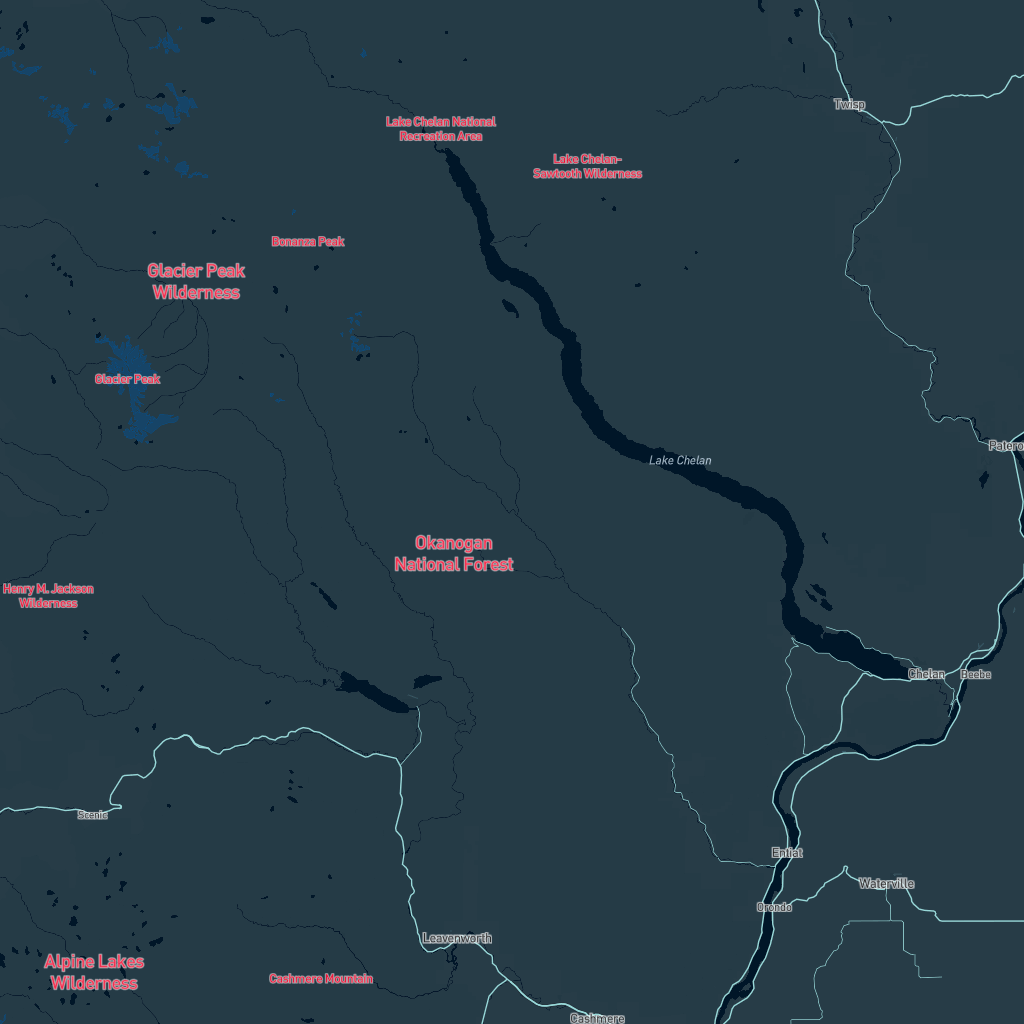 Twisp
Lake Chelan National
Recreation Area
Lake Chelan-
Sawtooth Wilderness
Bonanza Peak
Glacier Peak
Wilderness
Glacier Peak
Patero
Lake Chelan
Okanogan
National Forest
Henry M. Jackson
Wilderness
Chelan
Beebe
Scenic
Entiat
Waterville
Orondo
Leavenworth
Alpine Lakes
Wilderness
Cashmere Mountain
Cashmere